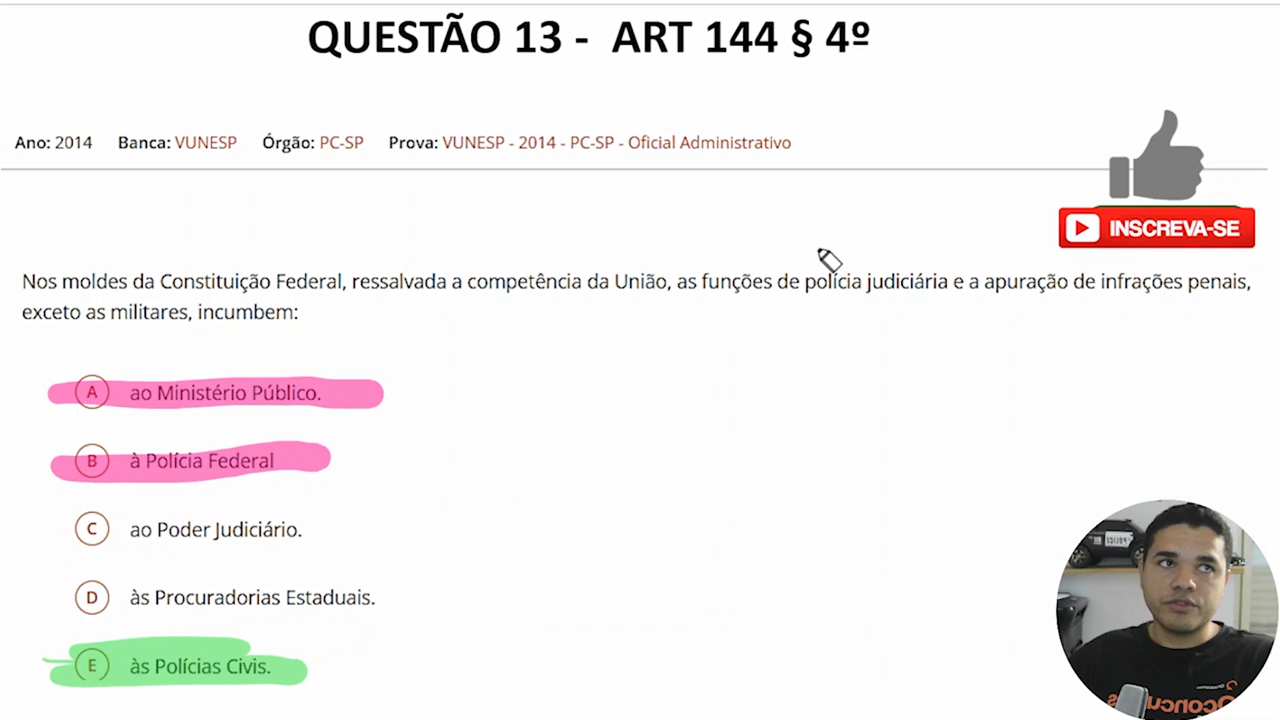 QUESTÃO 13 - ART 144 § 4º
Ano: 2014 Banca: VUNESP Órgão: PC-SP Prova: VUNESP - 2014 - PC-SP - Oficial Administrativo
INSCREVA-SE
Nos moldes da Constituição Federal, ressalvada a competência da União, as funções de polícia judiciária e a apuração de infrações penais,
exceto as militares, incumbem:
A ao Ministério Público.
B à Polícia Federal
C ao Poder Judiciário.
D às Procuradorias Estaduais.
E às Polícias Civis.